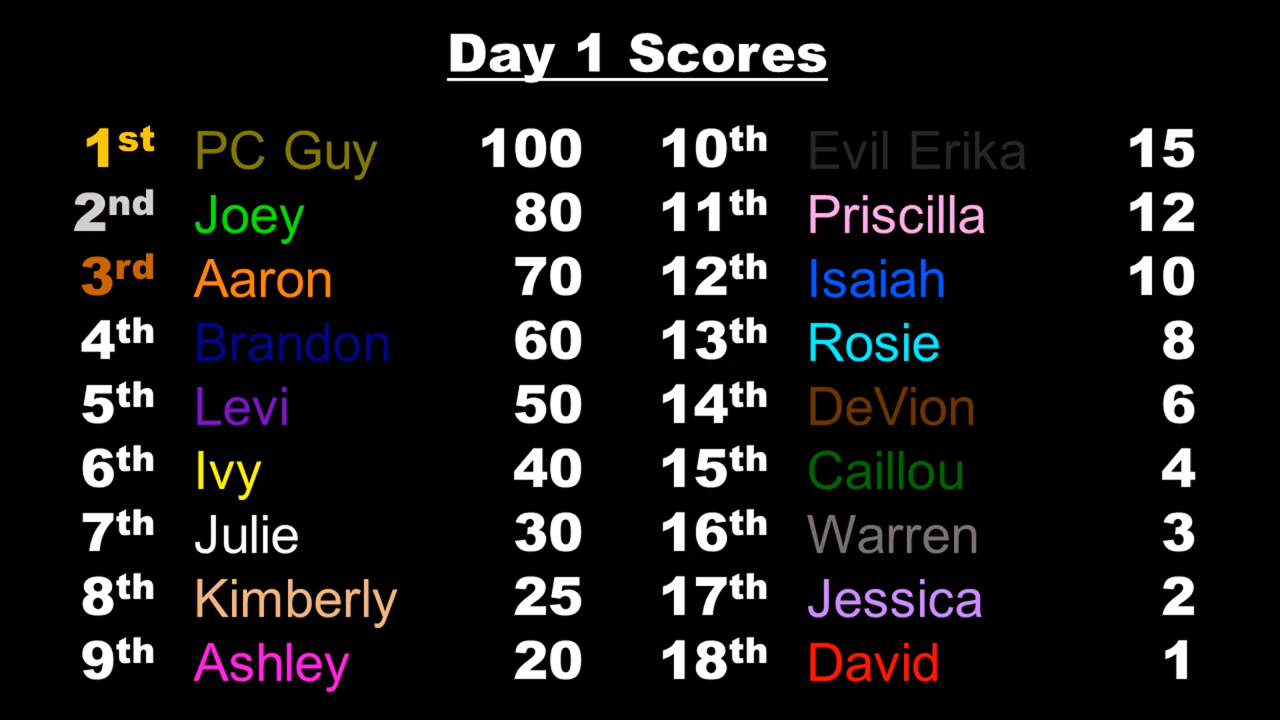 Day 1 Scores
1st PC Guy 100
2nd Joey 80
3rd Aaron 70
4th Brandon 60
5th Levi 50
6th Ivy 40
7th Julie 30
8th Kimberly 25
9th Ashley 20
10th Evil Erika 15
11th Priscilla 12
12th Isaiah 10
13th Rosie 8
14th DeVion 6
15th Caillou 4
16th Warren 3
17th Jessica 2
18th David 1